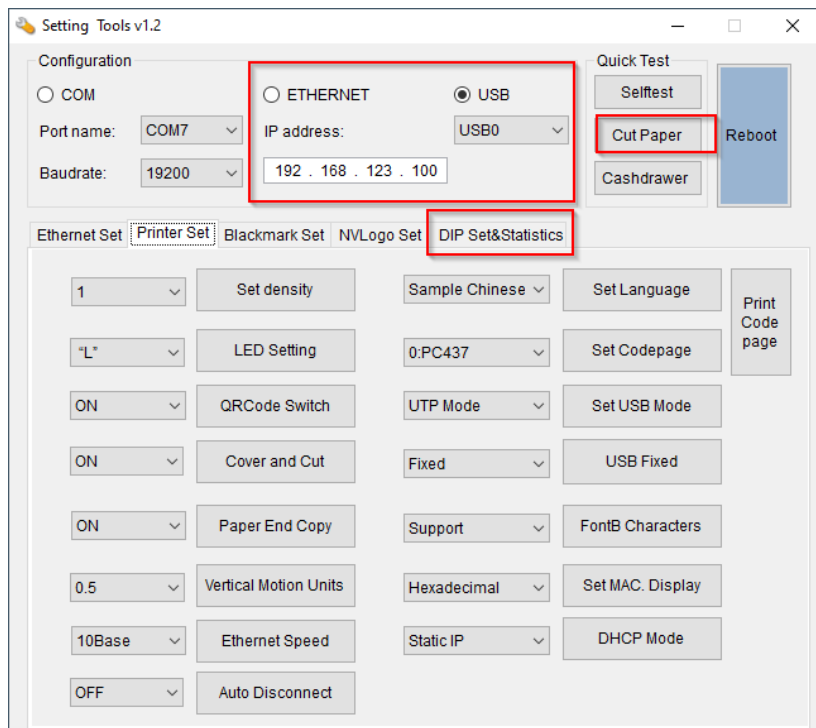 Setting Tools v1.2
Configuration
COM
ETHERNET
USB
Port name:
COM7
IP address:
USB0
Baudrate:
19200
192 . 168 . 123 . 100
Quick Test
Selftest
Cut Paper
Cashdrawer
Reboot
Ethernet Set
Printer Set
Blackmark Set
NVLogo Set
DIP Set&Statistics
1
Set density
Sample Chinese
Set Language
Print
Code
page
“L”
LED Setting
0:PC437
Set Codepage
ON
QRCode Switch
UTP Mode
Set USB Mode
ON
Cover and Cut
Fixed
USB Fixed
ON
Paper End Copy
Support
FontB Characters
0.5
Vertical Motion Units
Hexadecimal
Set MAC. Display
10Base
Ethernet Speed
Static IP
DHCP Mode
OFF
Auto Disconnect